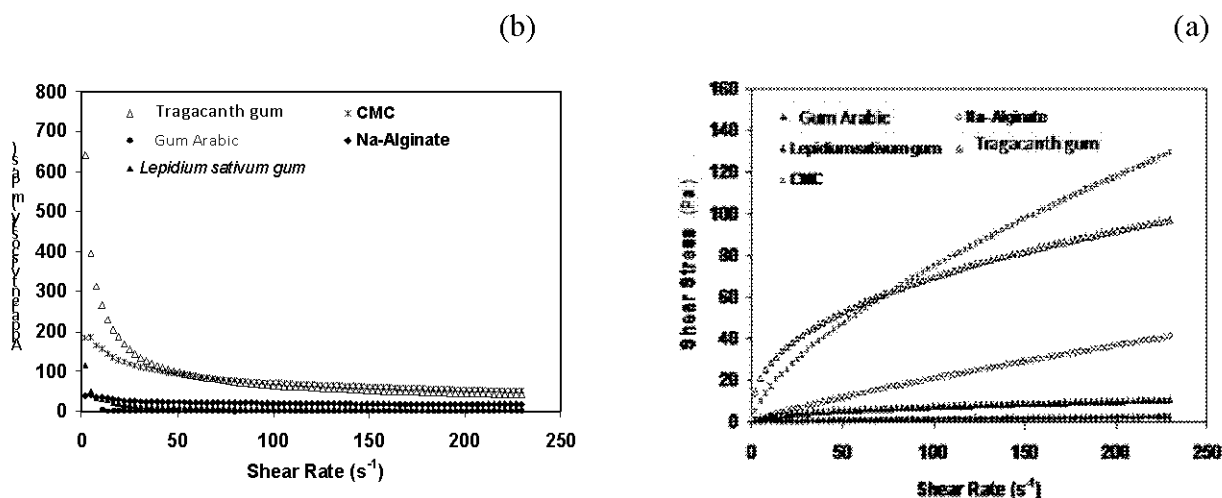 (b)
800
700
600
500
400
300
200
100
0
Tragacanth gum
CMC
Gum Arabic
Na-Alginate
Lepidium sativum gum
0 50 100 150 200 250
Shear Rate (s⁻¹)
(a)
160
140
120
100
80
60
40
20
0
Gum Arabic
Na-Alginate
Lepidium sativum gum
Tragacanth gum
CMC
Shear Stress (Pa)
0 50 100 150 200 250
Shear Rate (s⁻¹)